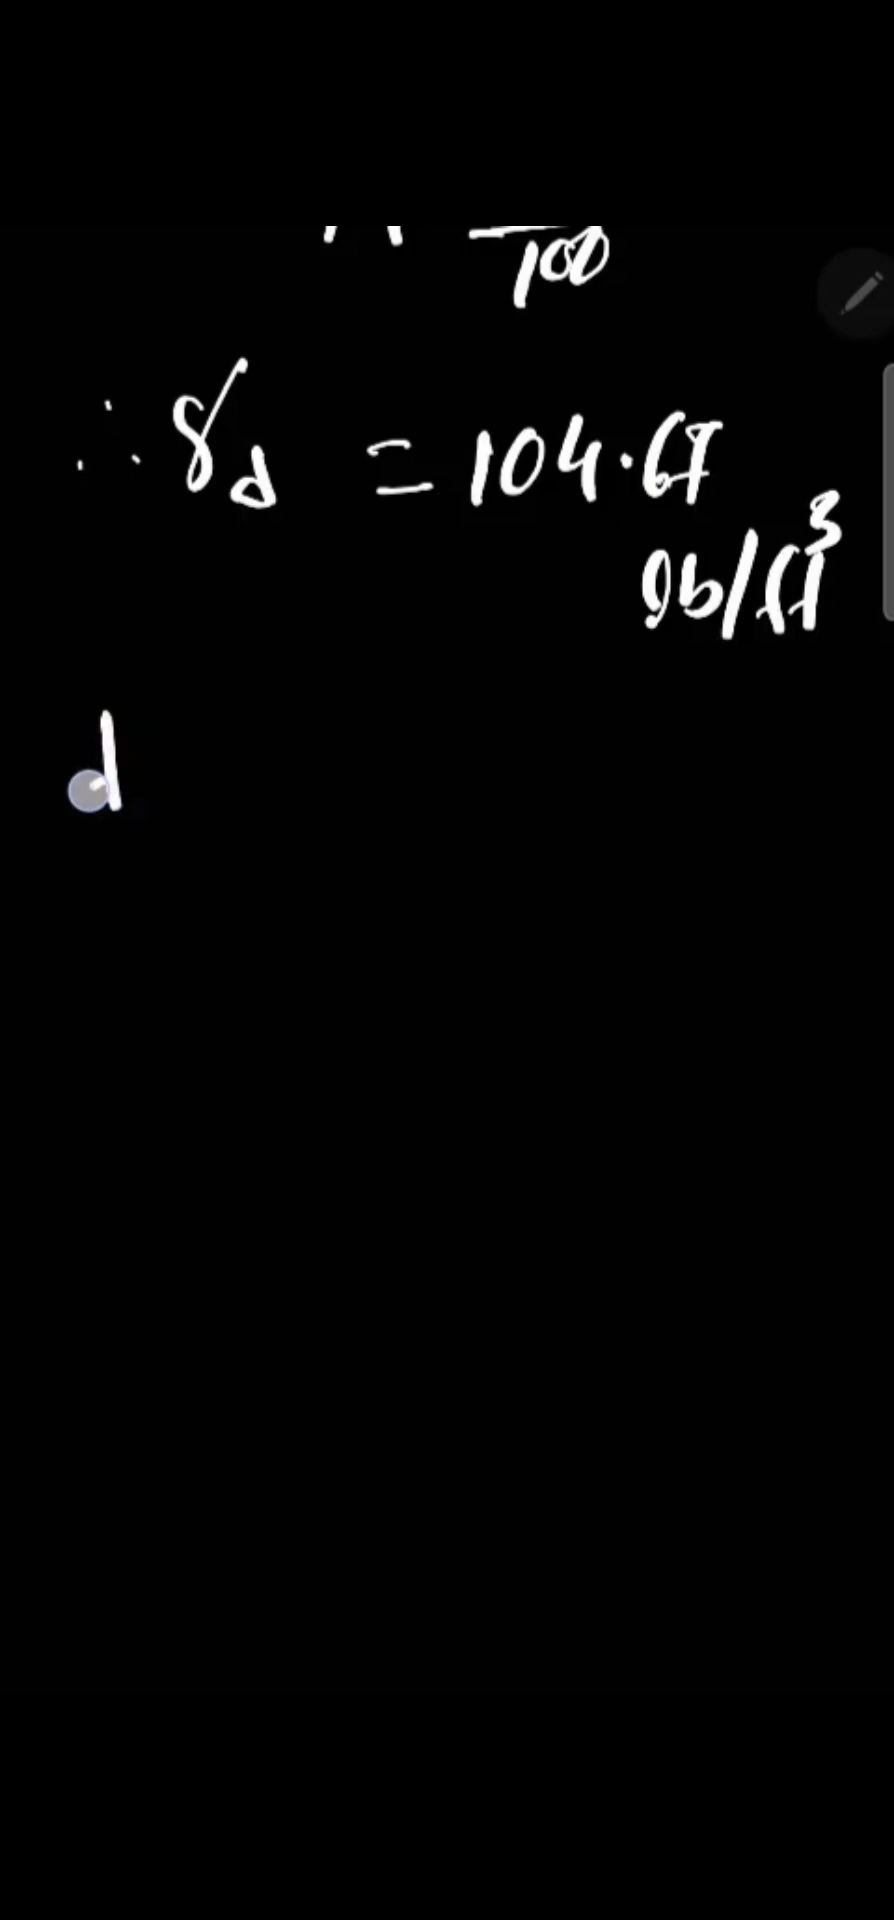 100
∴ γd = 104.67
lb/ft³
d